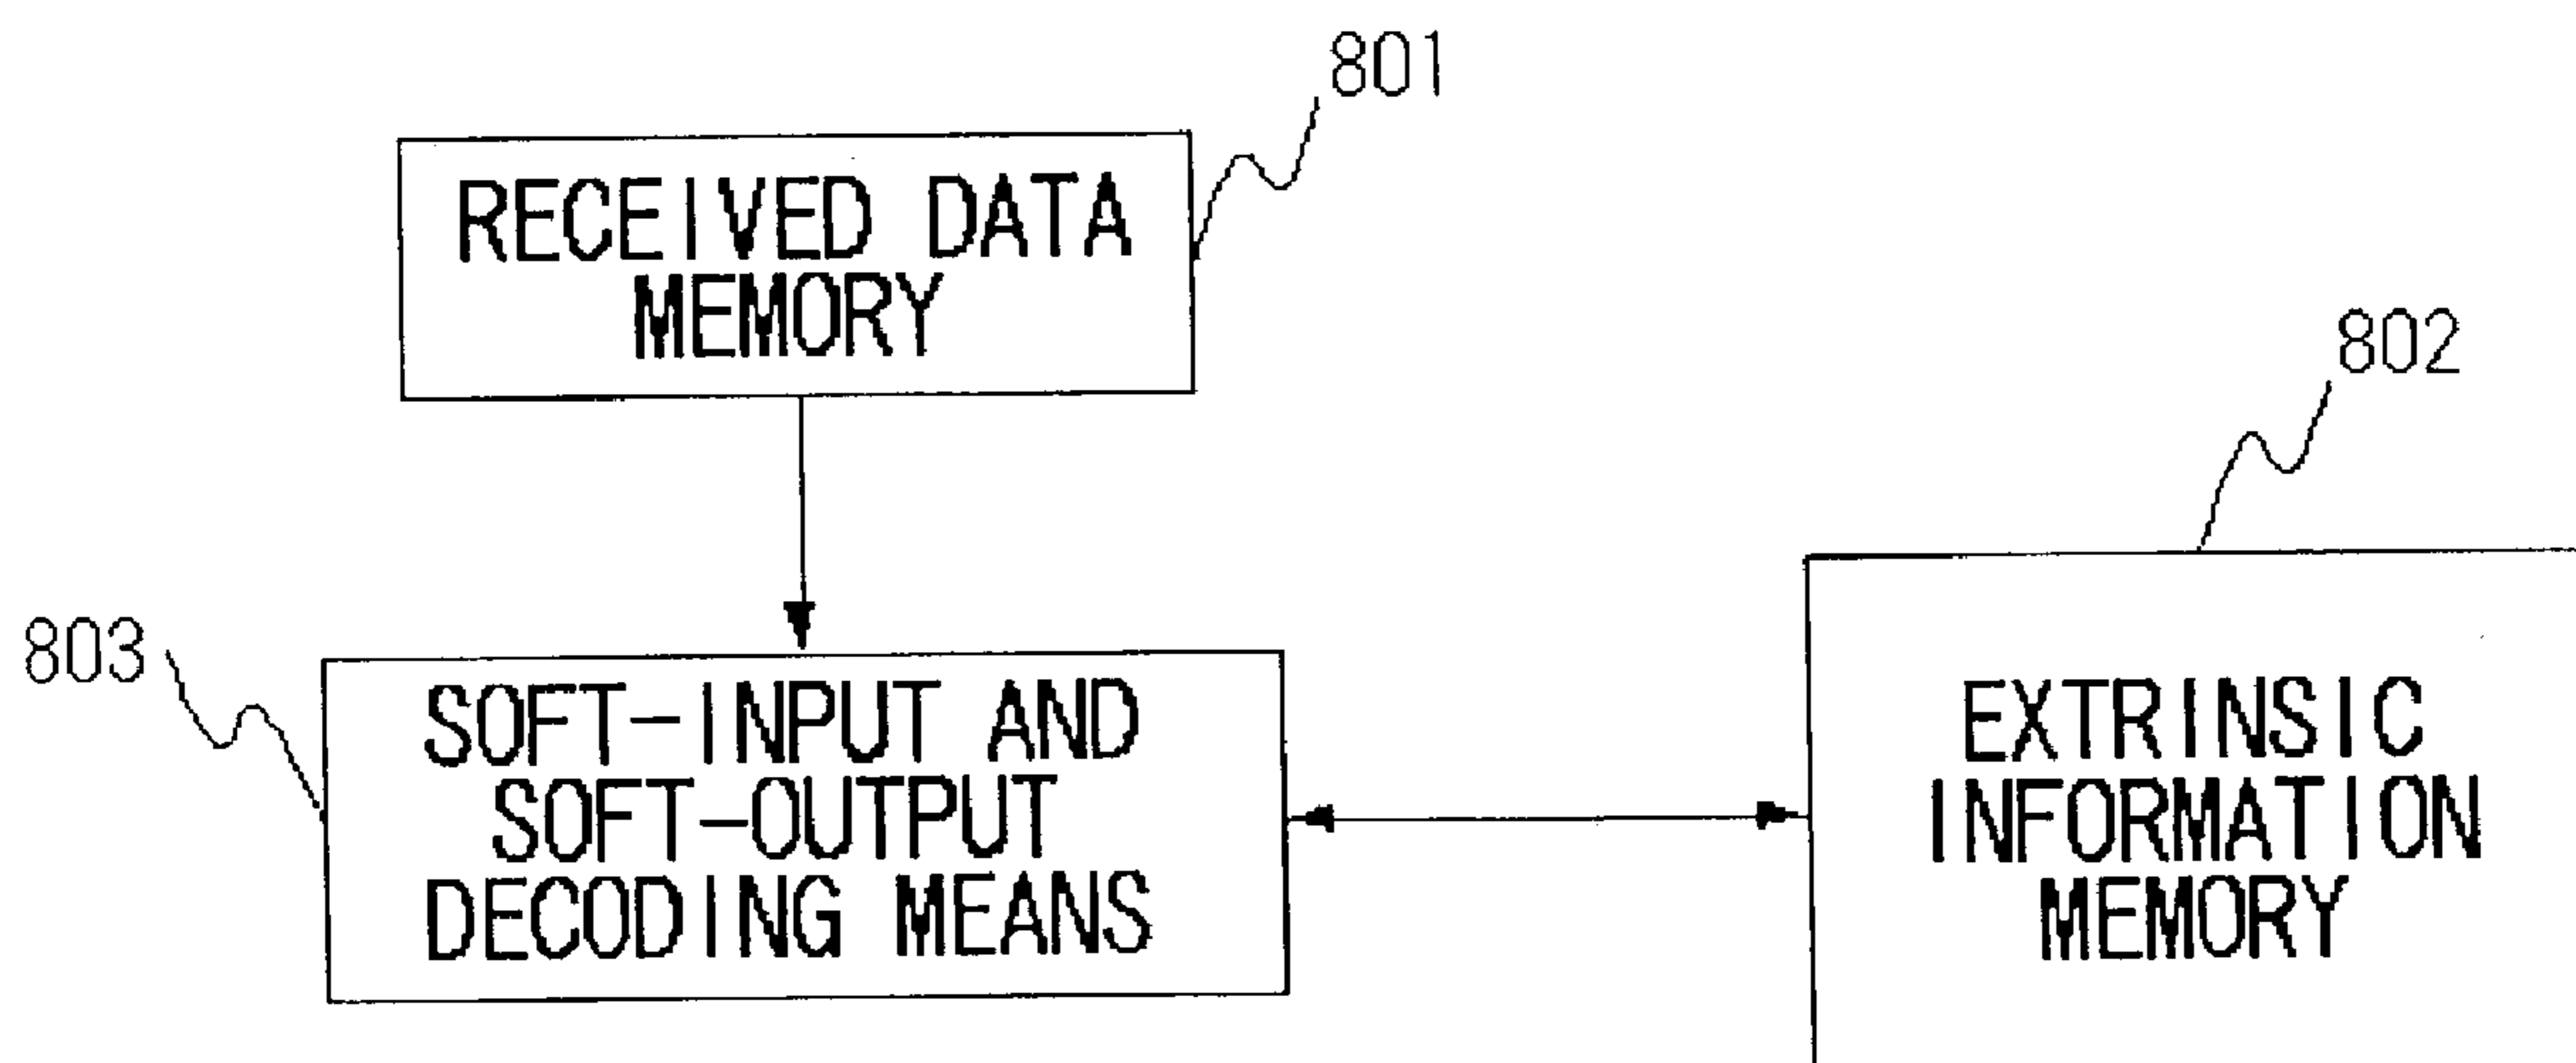 801
RECEIVED DATA
MEMORY
802
803
SOFT-INPUT AND
SOFT-OUTPUT
DECODING MEANS
EXTRINSIC
INFORMATION
MEMORY